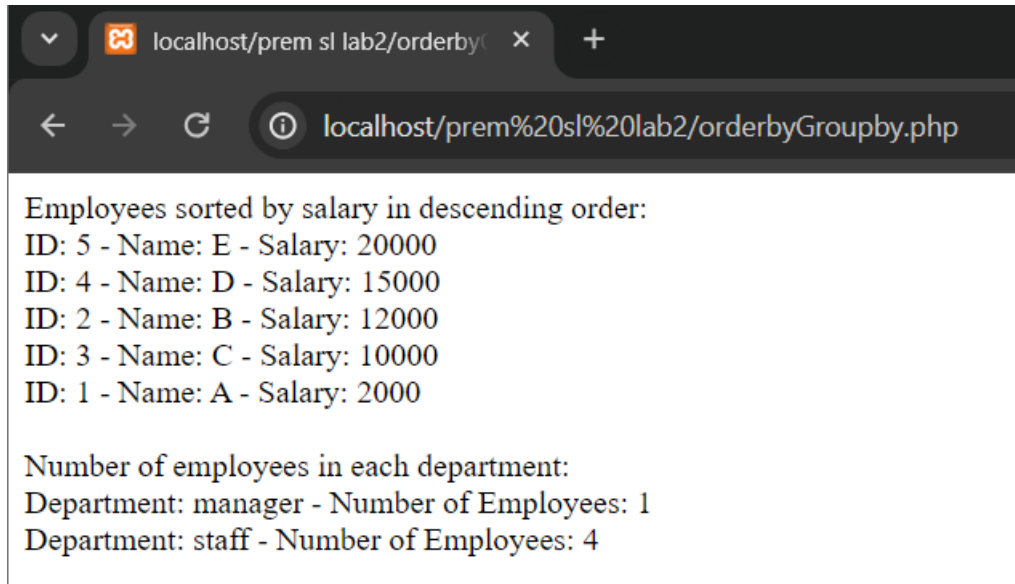 localhost/prem sl lab2/orderby
localhost/prem%20sl%20lab2/orderbyGroupby.php
Employees sorted by salary in descending order:
ID: 5 - Name: E - Salary: 20000
ID: 4 - Name: D - Salary: 15000
ID: 2 - Name: B - Salary: 12000
ID: 3 - Name: C - Salary: 10000
ID: 1 - Name: A - Salary: 2000
Number of employees in each department:
Department: manager - Number of Employees: 1
Department: staff - Number of Employees: 4